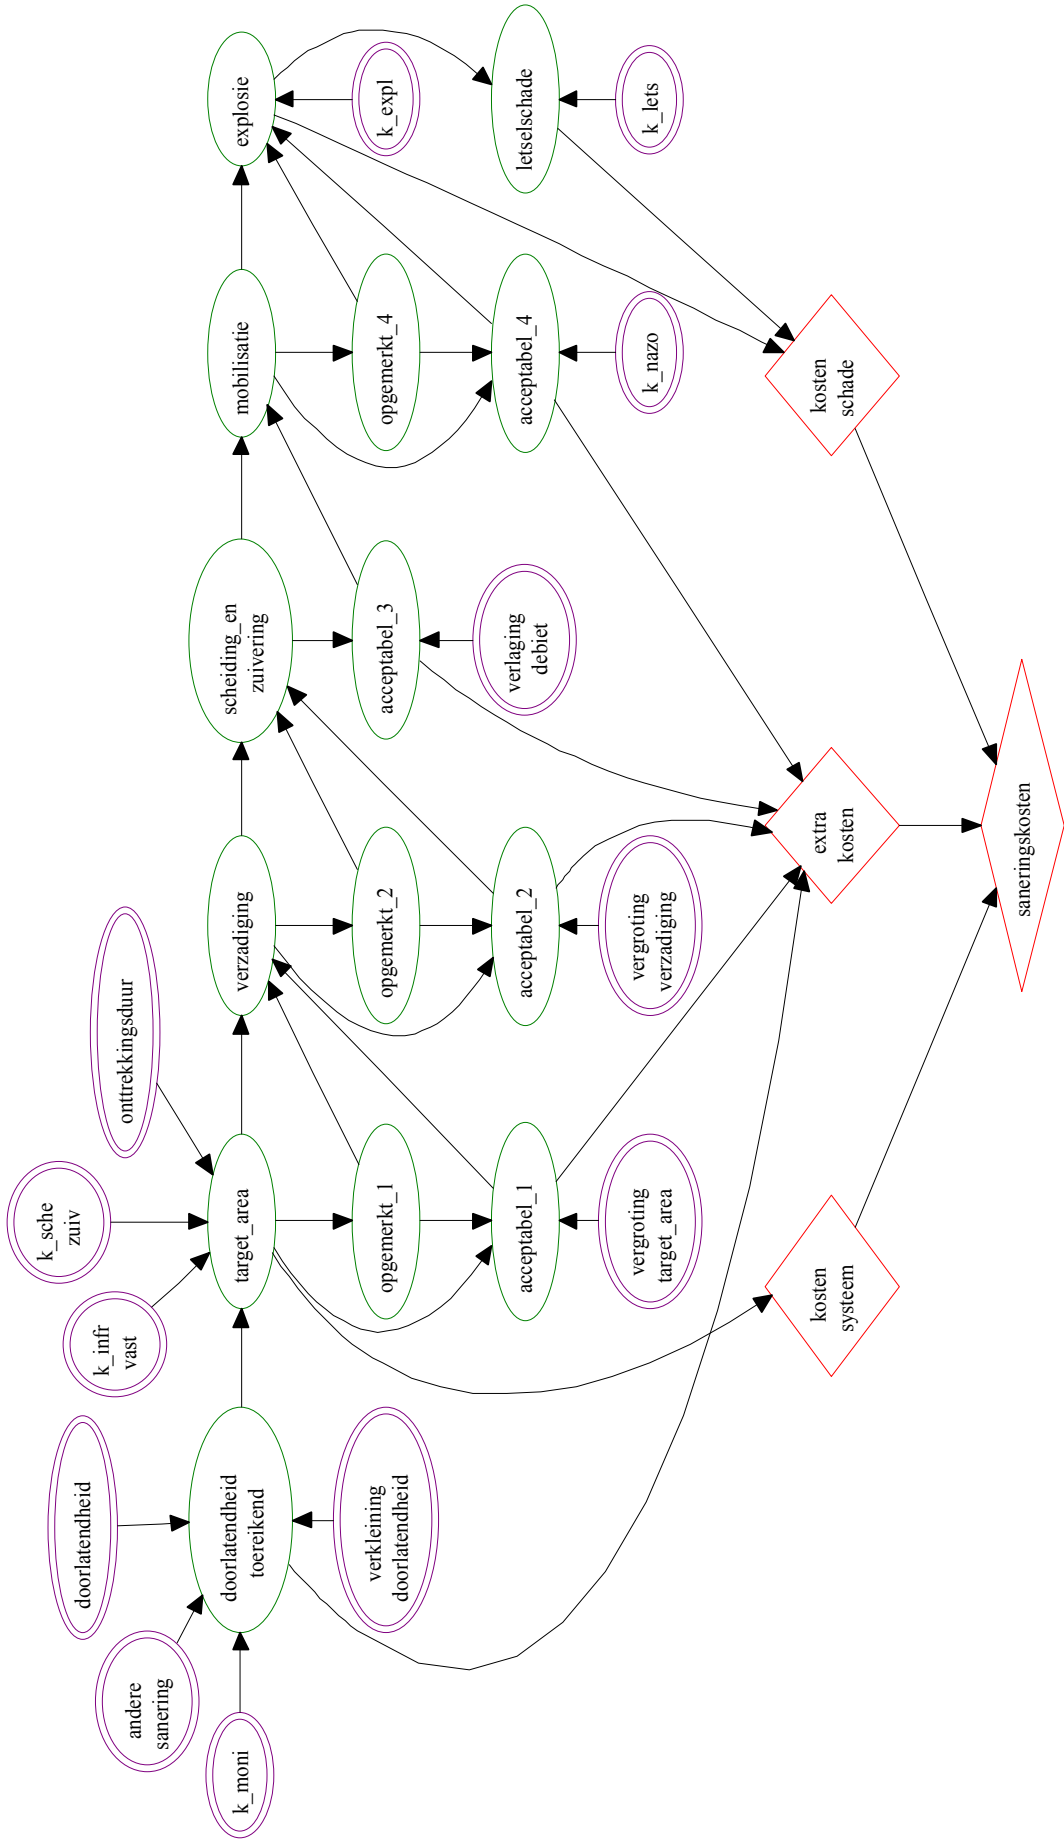 k_moni
andere
sanering
doorlatendheid
doorlatendheid
toereikend
verkleining
doorlatendheid
k_infr
vast
k_sche
zuiv
onttrekkingsduur
target_area
opgemerkt_1
acceptabel_1
vergroting
target_area
verzadiging
opgemerkt_2
acceptabel_2
vergroting
verzadiging
scheiding_en
zuivering
acceptabel_3
verlaging
debiet
mobilisatie
opgemerkt_4
acceptabel_4
k_nazo
explosie
k_expl
letselschade
k_lets
kosten
systeem
extra
kosten
kosten
schade
saneringskosten